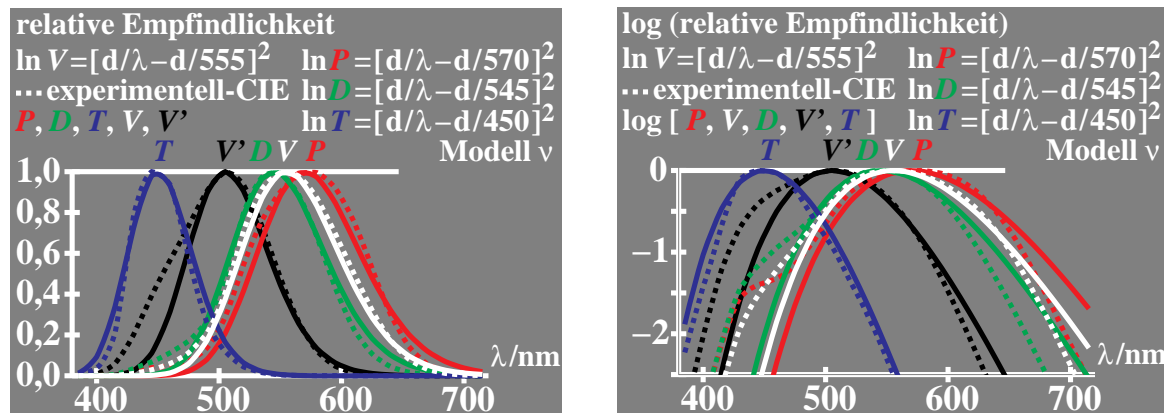 relative Empfindlichkeit
ln V=[d/λ–d/555]² ln P=[d/λ–d/570]²
experimentell-CIE ln D=[d/λ–d/545]²
P, D, T, V, V' ln T=[d/λ–d/450]²
T V' D V P Modell ν
1,0
0,8
0,6
0,4
0,2
0,0
λ/nm
400 500 600 700
log (relative Empfindlichkeit)
ln V=[d/λ–d/555]² ln P=[d/λ–d/570]²
experimentell-CIE ln D=[d/λ–d/545]²
log [ P, V, D, V', T ] ln T=[d/λ–d/450]²
T V' D V P Modell ν
0
−1
−2
λ/nm
400 500 600 700